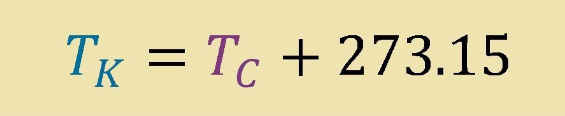 T_K = T_C + 273.15